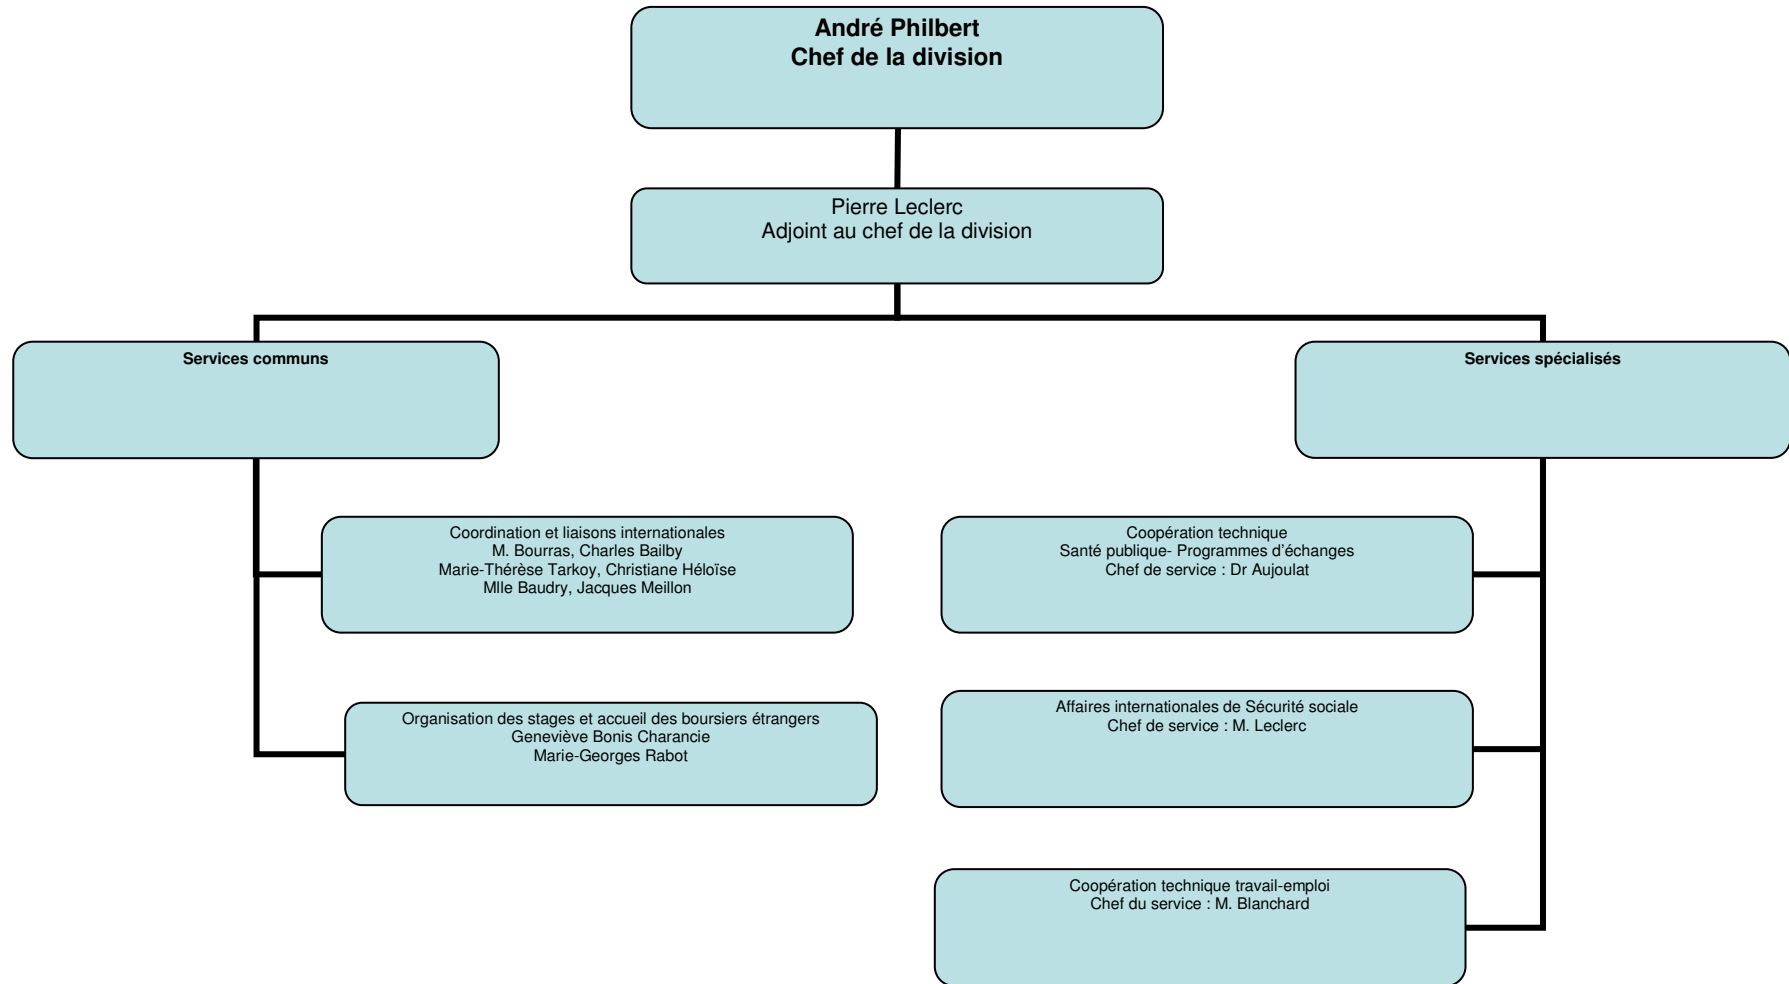 André Philbert
Chef de la division
Pierre Leclerc
Adjoint au chef de la division
Services communs
Services spécialisés
Coordination et liaisons internationales
M. Bourras, Charles Bailby
Marie-Thérèse Tarkoy, Christiane Héloïse
Mlle Baudry, Jacques Meillon
Coopération technique
Santé publique- Programmes d’échanges
Chef de service : Dr Aujoulat
Organisation des stages et accueil des boursiers étrangers
Geneviève Bonis Charancie
Marie-Georges Rabot
Affaires internationales de Sécurité sociale
Chef de service : M. Leclerc
Coopération technique travail-emploi
Chef du service : M. Blanchard